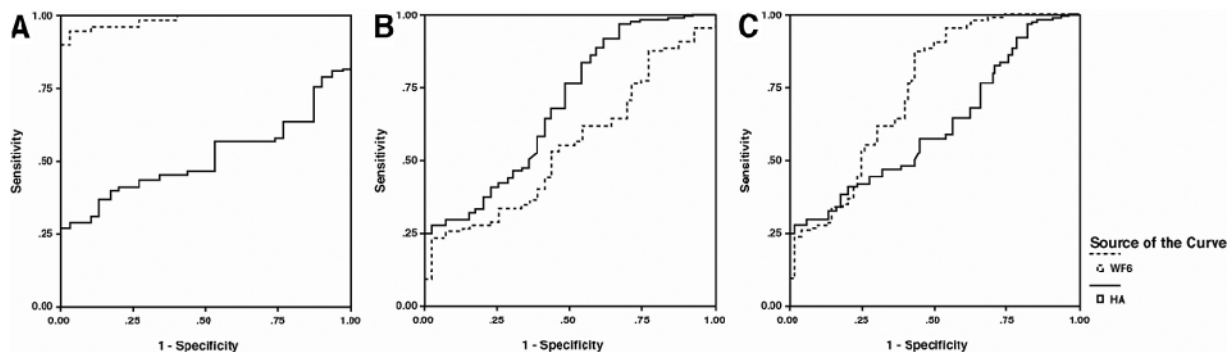 A
1.00
.75
.50
.25
0.00
Sensitivity
0.00 .25 .50 .75 1.00
1 - Specificity
B
1.00
.75
.50
.25
0.00
Sensitivity
0.00 .25 .50 .75 1.00
1 - Specificity
C
1.00
.75
.50
.25
0.00
Sensitivity
0.00 .25 .50 .75 1.00
1 - Specificity
Source of the Curve
WF6
HA